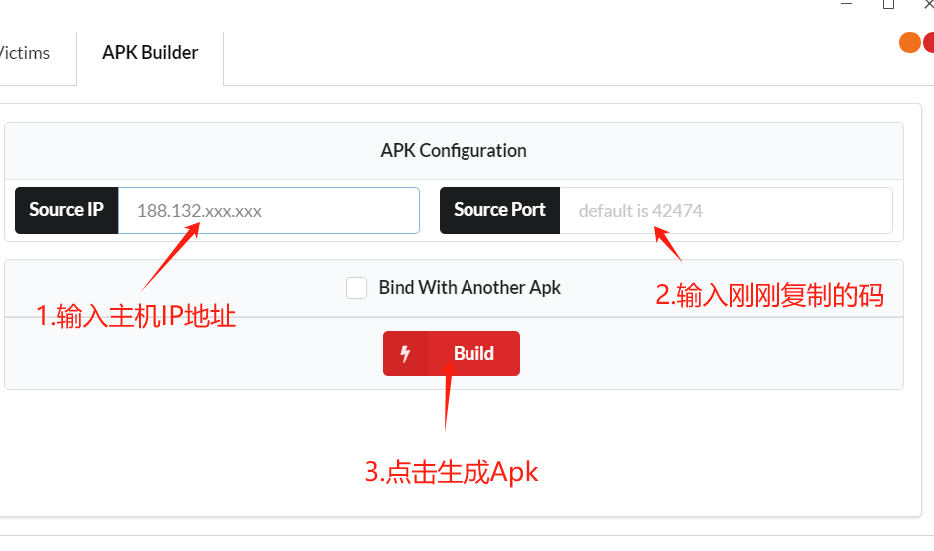 Victims
APK Builder
APK Configuration
Source IP
188.132.xxx.xxx
Source Port
default is 42474
1.输入主机IP地址
Bind With Another Apk
2.输入刚刚复制的码
Build
3.点击生成Apk